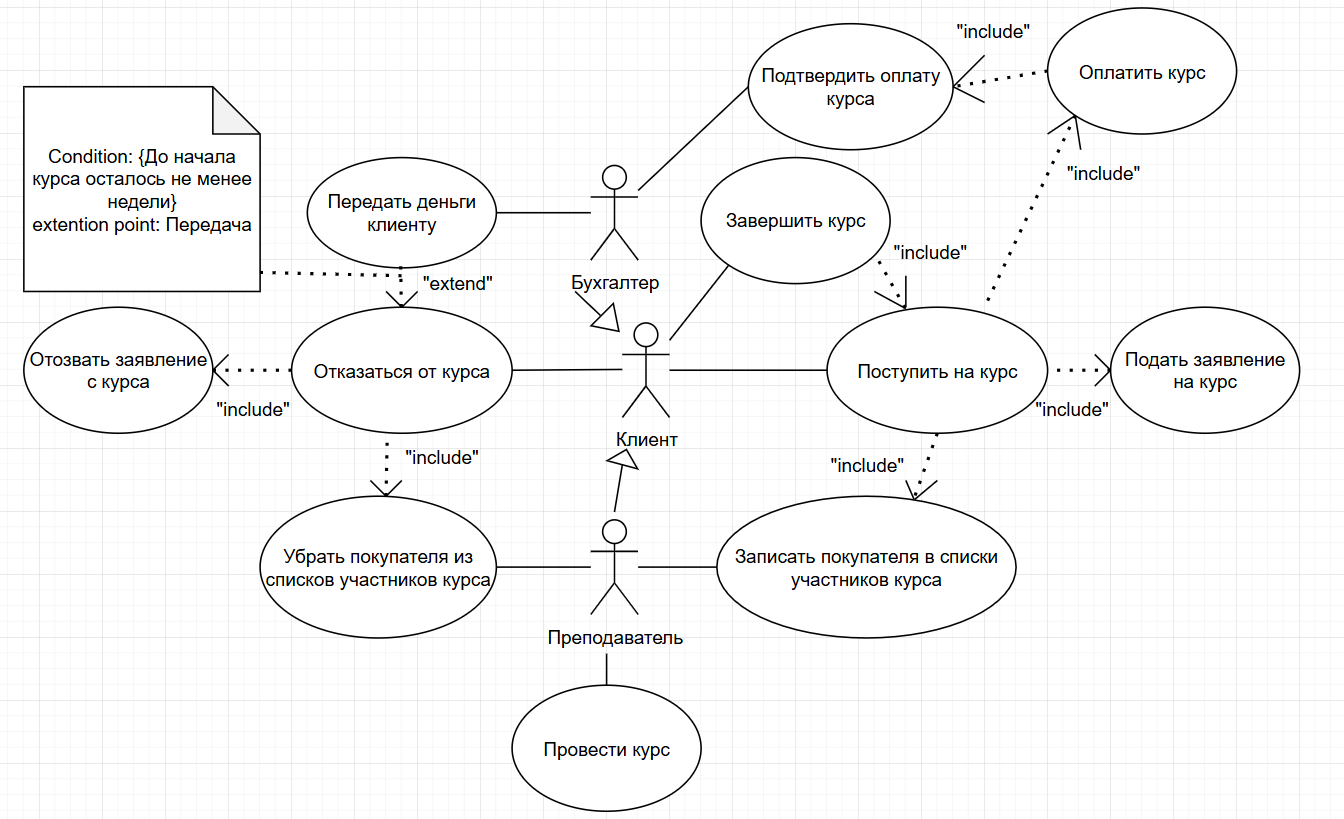 "include"
Подтвердить оплату
курса
Оплатить курс
Condition: {До начала
курса осталось не менее
недели}
extention point: Передача
Передать деньги
клиенту
Завершить курс
"include"
"include"
"extend"
Бухгалтер
Отозвать заявление
с курса
Отказаться от курса
Поступить на курс
Подать заявление
на курс
"include"
"include"
Клиент
"include"
"include"
Убрать покупателя из
списков участников курса
Записать покупателя в списки
участников курса
Преподаватель
Провести курс